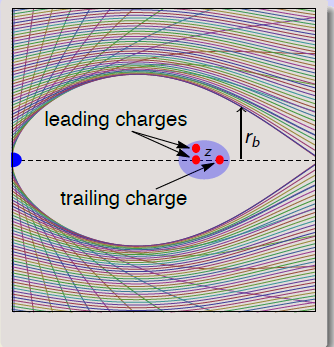 leading charges
z
r_b
trailing charge